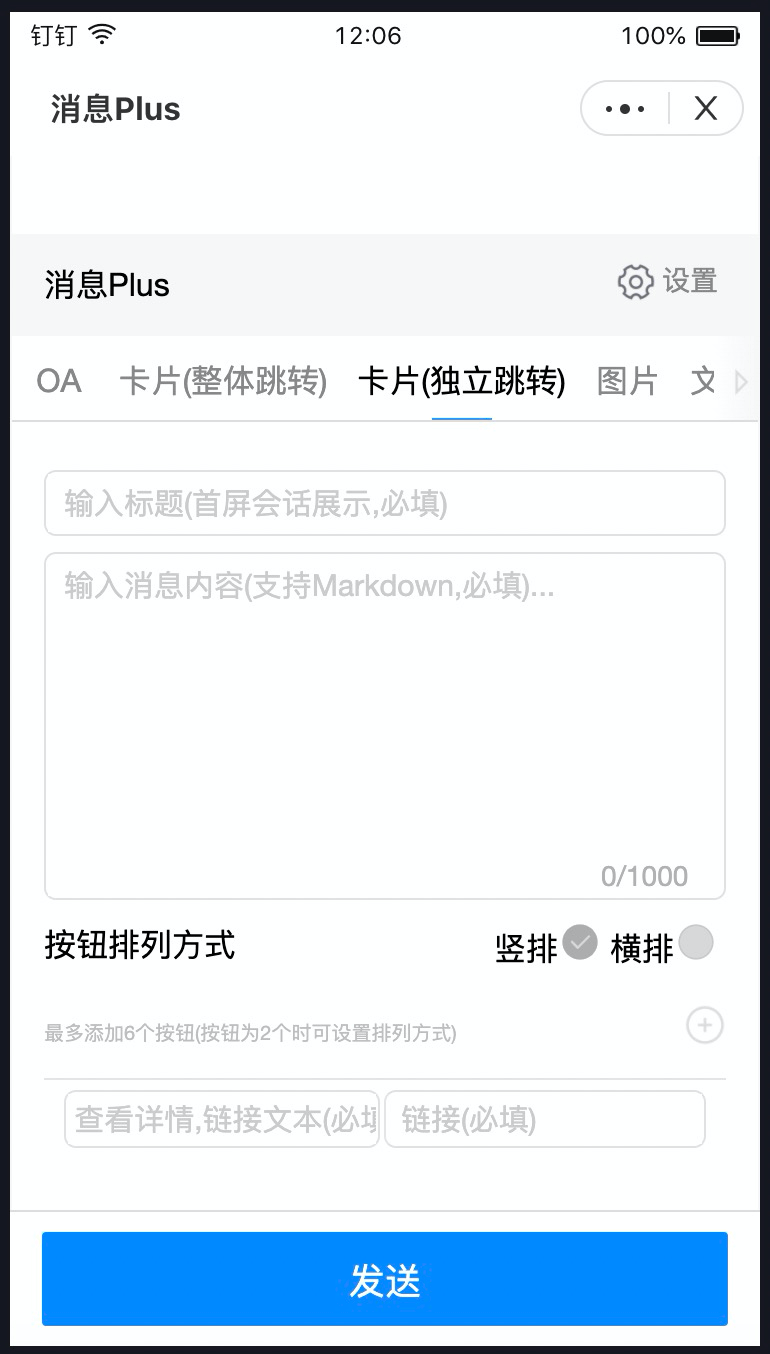 钉钉 12:06 100%
消息Plus
消息Plus 设置
OA 卡片(整体跳转) 卡片(独立跳转) 图片 文
输入标题(首屏会话展示,必填)
输入消息内容(支持Markdown,必填)...
0/1000
按钮排列方式 竖排 横排
最多添加6个按钮(按钮为2个时可设置排列方式)
查看详情,链接文本(必填 链接(必填)
发送